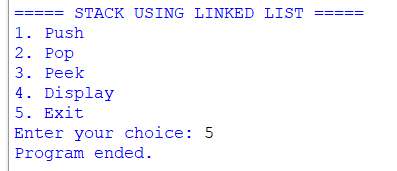 ===== STACK USING LINKED LIST =====
1. Push
2. Pop
3. Peek
4. Display
5. Exit
Enter your choice: 5
Program ended.